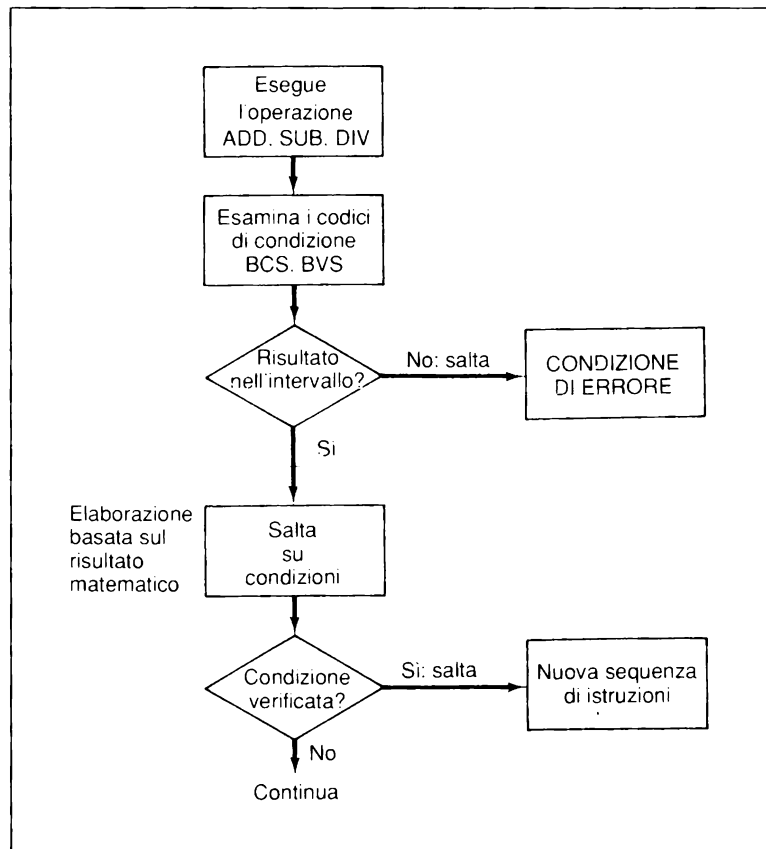 Esegue
l'operazione
ADD. SUB. DIV
Esamina i codici
di condizione
BCS. BVS
Risultato
nell'intervallo?
No: salta
CONDIZIONE
DI ERRORE
Si
Elaborazione
basata sul
risultato
matematico
Salta
su
condizioni
Condizione
verificata?
Sì: salta
Nuova sequenza
di istruzioni
No
Continua